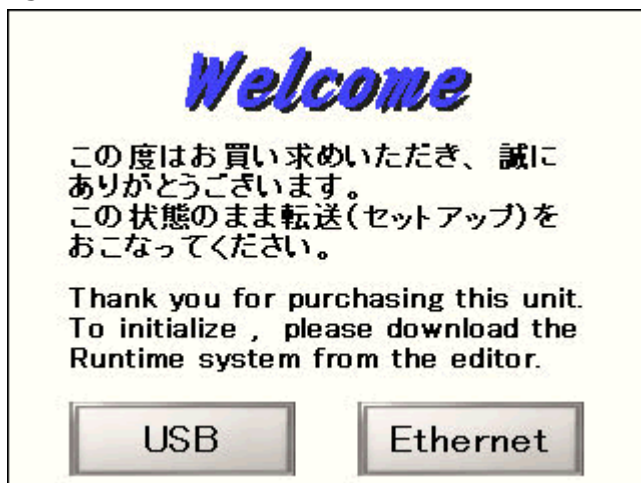 Welcome
この度はお買い求めいただき、誠に
ありがとうございます。
この状態のまま転送(セットアップ)を
おこなってください。
Thank you for purchasing this unit.
To initialize , please download the
Runtime system from the editor.
USB
Ethernet